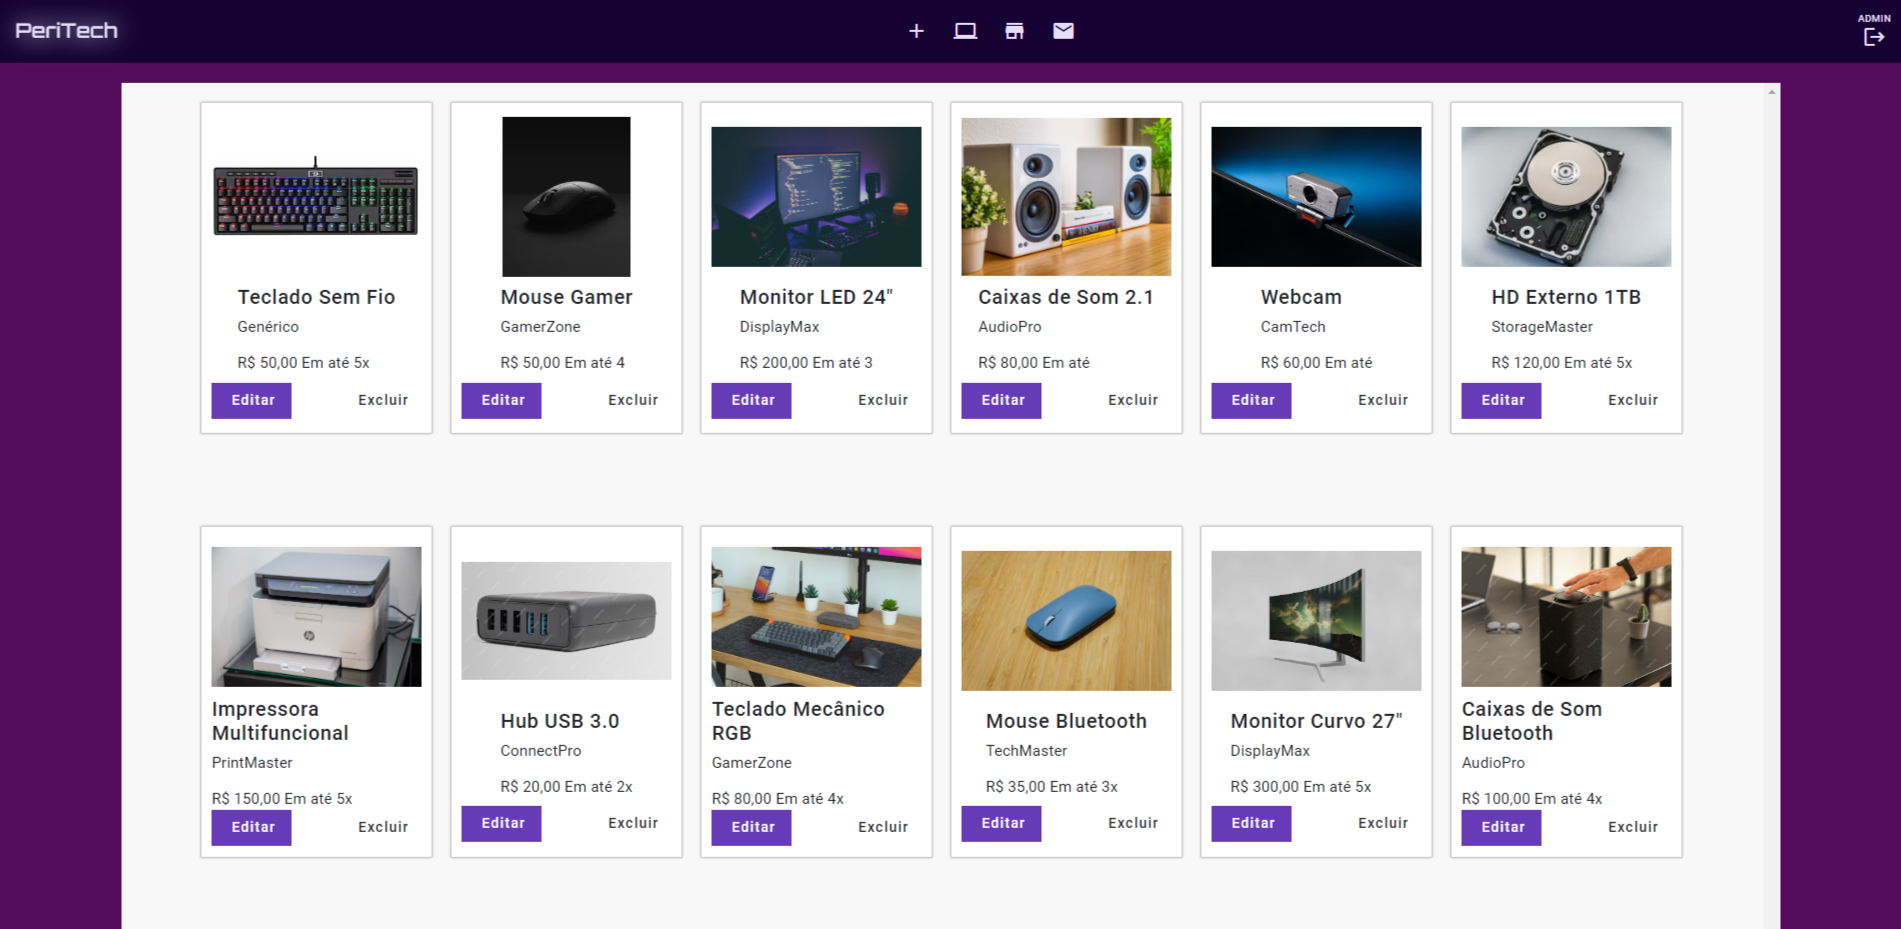 PeriTech
ADMIN
Teclado Sem Fio
Genérico
R$ 50,00 Em até 5x
Editar
Excluir
Mouse Gamer
GamerZone
R$ 50,00 Em até 4
Editar
Excluir
Monitor LED 24"
DisplayMax
R$ 200,00 Em até 3
Editar
Excluir
Caixas de Som 2.1
AudioPro
R$ 80,00 Em até
Editar
Excluir
Webcam
CamTech
R$ 60,00 Em até
Editar
Excluir
HD Externo 1TB
StorageMaster
R$ 120,00 Em até 5x
Editar
Excluir
hp
Impressora
Multifuncional
PrintMaster
R$ 150,00 Em até 5x
Editar
Excluir
Hub USB 3.0
ConnectPro
R$ 20,00 Em até 2x
Editar
Excluir
Teclado Mecânico
RGB
GamerZone
R$ 80,00 Em até 4x
Editar
Excluir
Mouse Bluetooth
TechMaster
R$ 35,00 Em até 3x
Editar
Excluir
Monitor Curvo 27"
DisplayMax
R$ 300,00 Em até 5x
Editar
Excluir
Caixas de Som
Bluetooth
AudioPro
R$ 100,00 Em até 4x
Editar
Excluir